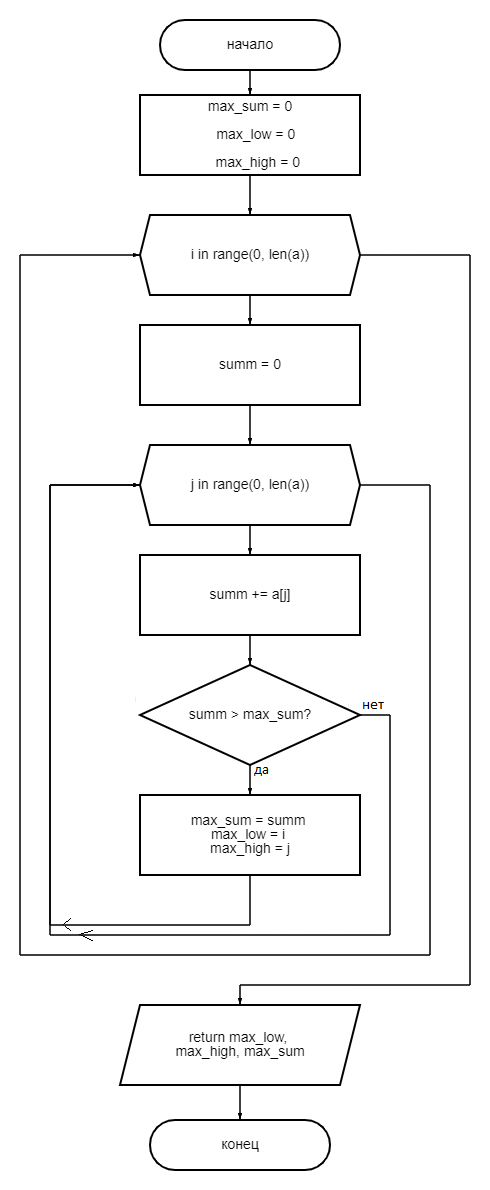 начало
max_sum = 0
max_low = 0
max_high = 0
i in range(0, len(a))
summ = 0
j in range(0, len(a))
summ += a[j]
summ > max_sum?
нет
да
max_sum = summ
max_low = i
max_high = j
return max_low,
max_high, max_sum
конец